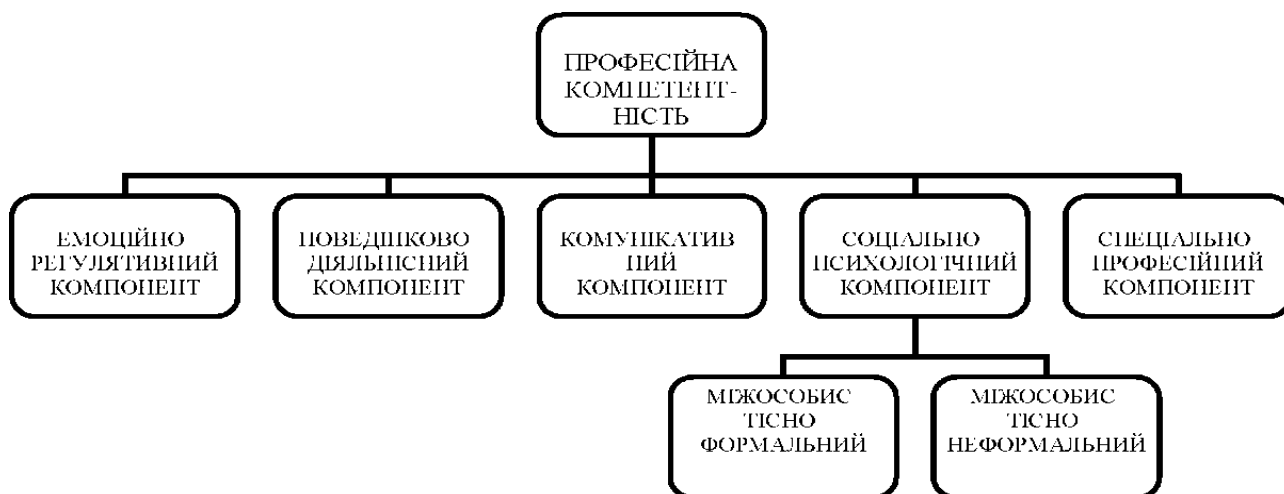 ПРОФЕСІЙНА
КОМПЕТЕНТ-
НІСТЬ
ЕМОЦІЙНО
РЕГУЛЯТИВНИЙ
КОМПОНЕНТ
ПОВЕДІНКОВО
ДІЯЛЬНІСНИЙ
КОМПОНЕНТ
КОМУНІКАТИВ
НИЙ
КОМПОНЕНТ
СОЦІАЛЬНО
ПСИХОЛОГІЧНИЙ
КОМПОНЕНТ
СПЕЦІАЛЬНО
ПРОФЕСІЙНИЙ
КОМПОНЕНТ
МІЖОСОБИС
ТІСНО
ФОРМАЛЬНИЙ
МІЖОСОБИС
ТІСНО
НЕФОРМАЛЬНИЙ